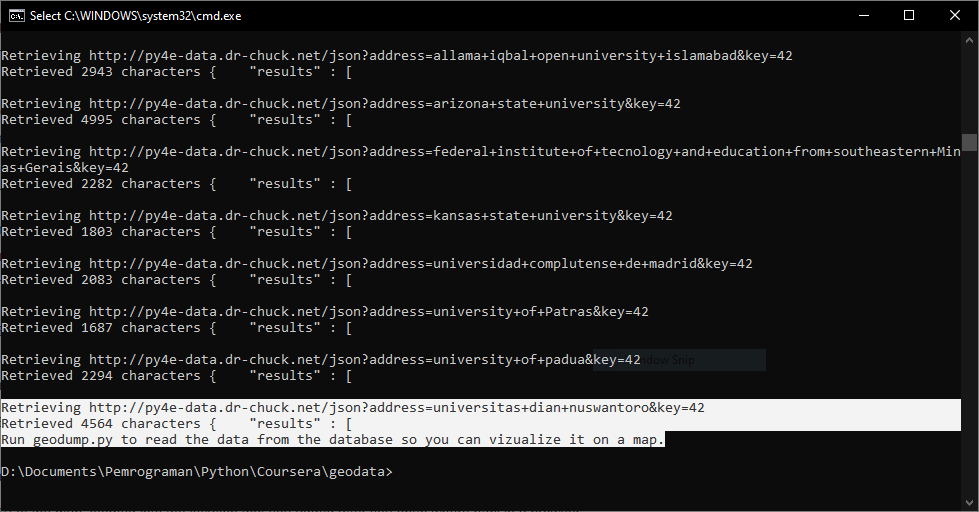 Select C:\WINDOWS\system32\cmd.exe
Retrieving http://py4e-data.dr-chuck.net/json?address=allama+iqbal+open+university+islamabad&key=42
Retrieved 2943 characters {    "results" : [
Retrieving http://py4e-data.dr-chuck.net/json?address=arizona+state+university&key=42
Retrieved 4995 characters {    "results" : [
Retrieving http://py4e-data.dr-chuck.net/json?address=federal+institute+of+tecnology+and+education+from+southeastern+Min
as+Gerais&key=42
Retrieved 2282 characters {    "results" : [
Retrieving http://py4e-data.dr-chuck.net/json?address=kansas+state+university&key=42
Retrieved 1803 characters {    "results" : [
Retrieving http://py4e-data.dr-chuck.net/json?address=universidad+complutense+de+madrid&key=42
Retrieved 2083 characters {    "results" : [
Retrieving http://py4e-data.dr-chuck.net/json?address=university+of+Patras&key=42
Retrieved 1687 characters {    "results" : [
Retrieving http://py4e-data.dr-chuck.net/json?address=university+of+padua&key=42
Snip
Retrieved 2294 characters {    "results" : [
Retrieving http://py4e-data.dr-chuck.net/json?address=universitas+dian+nuswantoro&key=42
Retrieved 4564 characters {    "results" : [
Run geodump.py to read the data from the database so you can vizualize it on a map.
D:\Documents\Pemrograman\Python\Coursera\geodata>